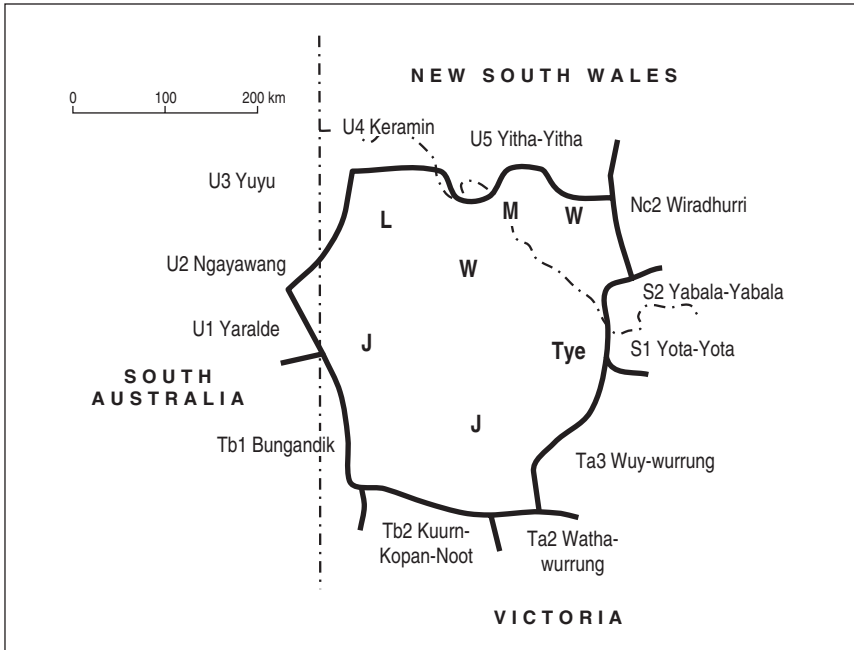 NEW SOUTH WALES
0 100 200 km
U4 Keramin
U5 Yitha-Yitha
U3 Yuyu
Nc2 Wiradhurri
L
M
W
U2 Ngayawang
W
S2 Yabala-Yabala
U1 Yaralde
J
Tye
S1 Yota-Yota
SOUTH
AUSTRALIA
J
Tb1 Bungandik
Ta3 Wuy-wurrung
Tb2 Kuurn-
Kopan-Noot
Ta2 Watha-
wurrung
VICTORIA